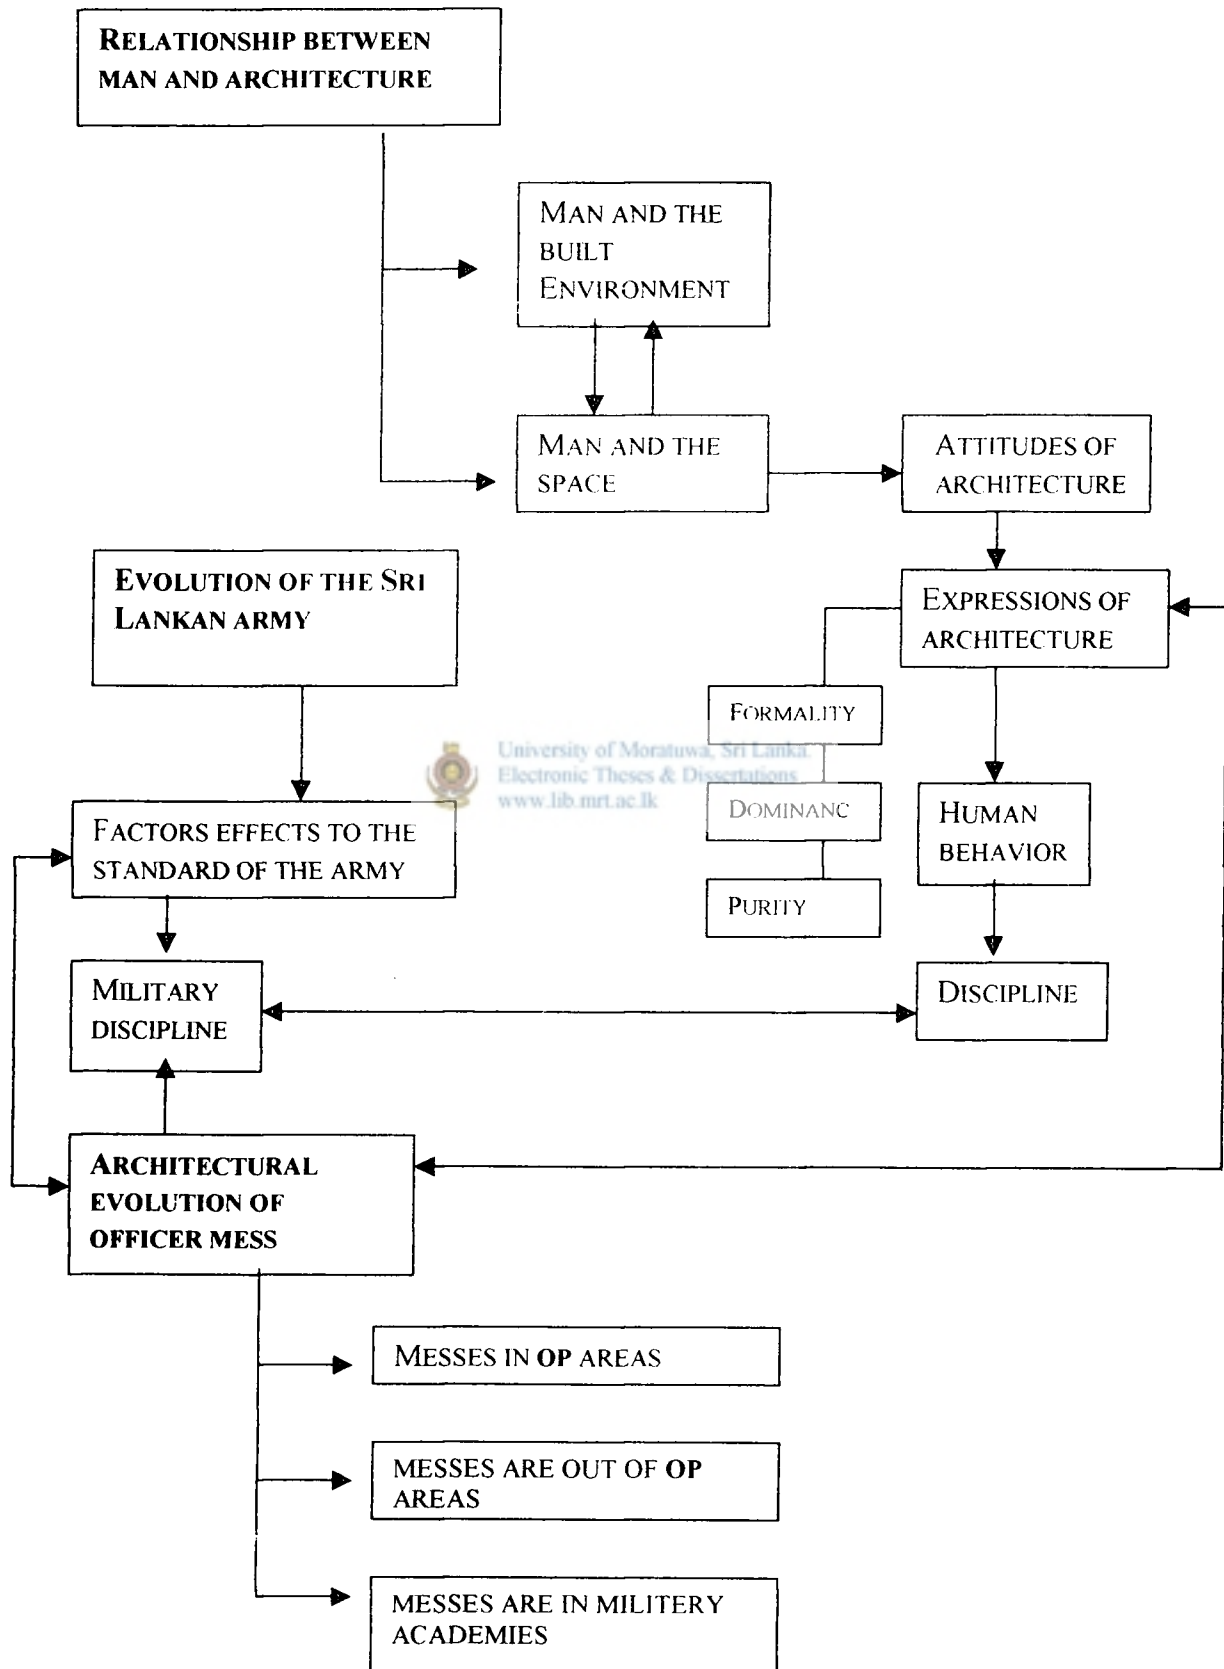 RELATIONSHIP BETWEEN
MAN AND ARCHITECTURE
MAN AND THE
BUILT
ENVIRONMENT
MAN AND THE
SPACE
ATTITUDES OF
ARCHITECTURE
EVOLUTION OF THE SRI
LANKAN ARMY
EXPRESSIONS OF
ARCHITECTURE
FORMALITY
University of Moratuwa, Sri Lanka.
Electronic Theses & Dissertations
www.lib.mrt.ac.lk
DOMINANC
PURITY
HUMAN
BEHAVIOR
FACTORS EFFECTS TO THE
STANDARD OF THE ARMY
MILITARY
DISCIPLINE
DISCIPLINE
ARCHITECTURAL
EVOLUTION OF
OFFICER MESS
MESSES IN OP AREAS
MESSES ARE OUT OF OP
AREAS
MESSES ARE IN MILITERY
ACADEMIES